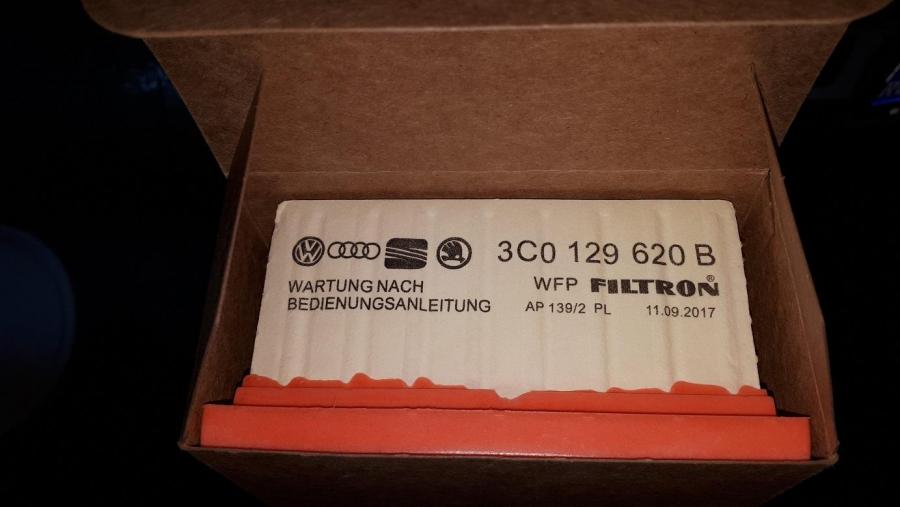 3C0 129 620 B
WARTUNG NACH
BEDIENUNGSANLEITUNG
WFP FILTRON®
AP 139/2 PL 11.09.2017